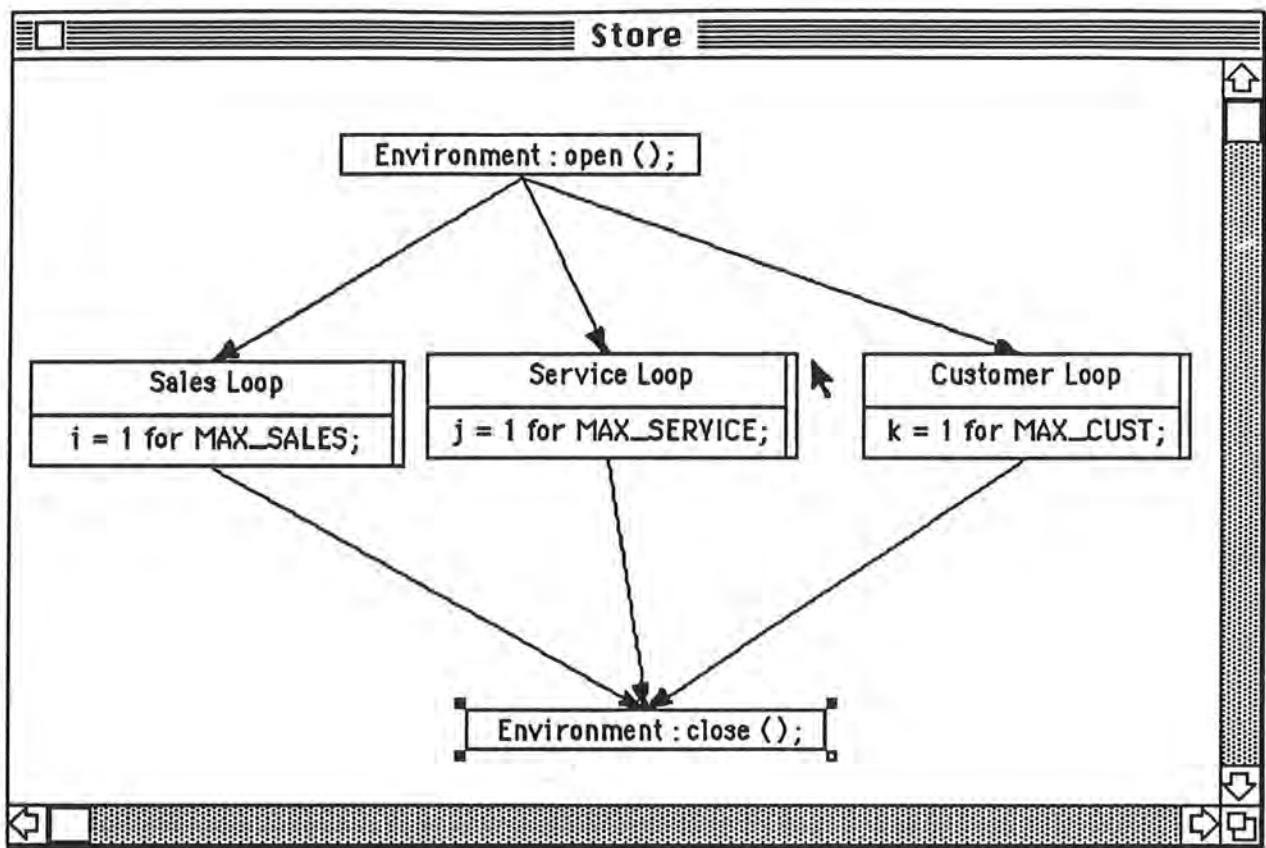 Store
Environment : open ();
Sales Loop
i = 1 for MAX_SALES;
Service Loop
j = 1 for MAX_SERVICE;
Customer Loop
k = 1 for MAX_CUST;
Environment : close ();